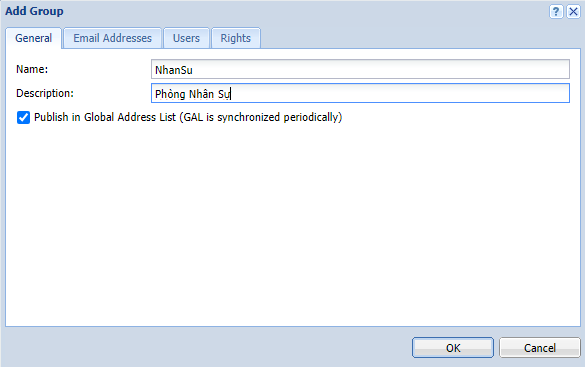 Add Group
General Email Addresses Users Rights
Name: NhanSu
Description: Phòng Nhân Sự
Publish in Global Address List (GAL is synchronized periodically)
OK Cancel